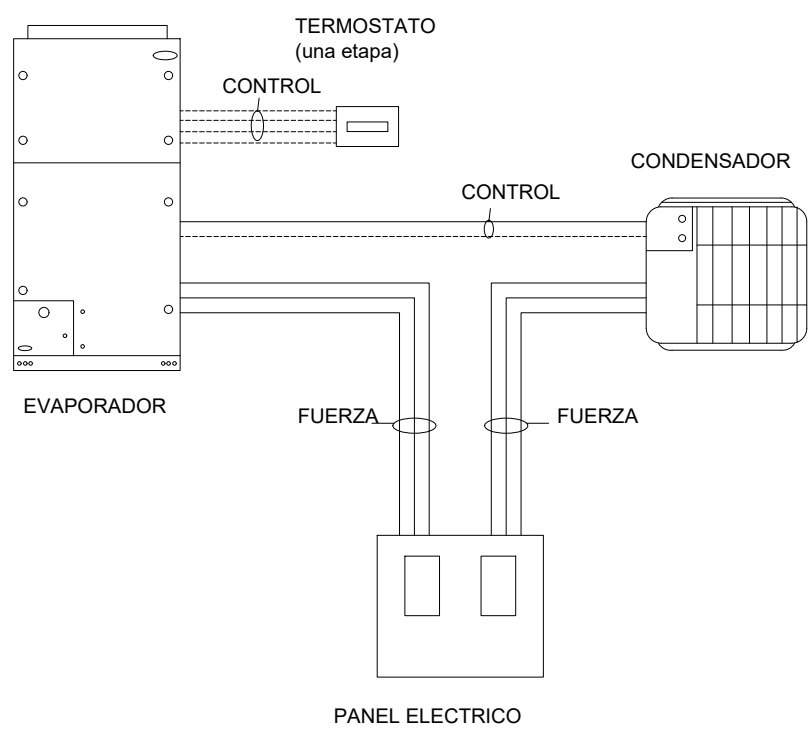 TERMOSTATO
(una etapa)
CONTROL
CONDENSADOR
CONTROL
EVAPORADOR
FUERZA
FUERZA
PANEL ELECTRICO